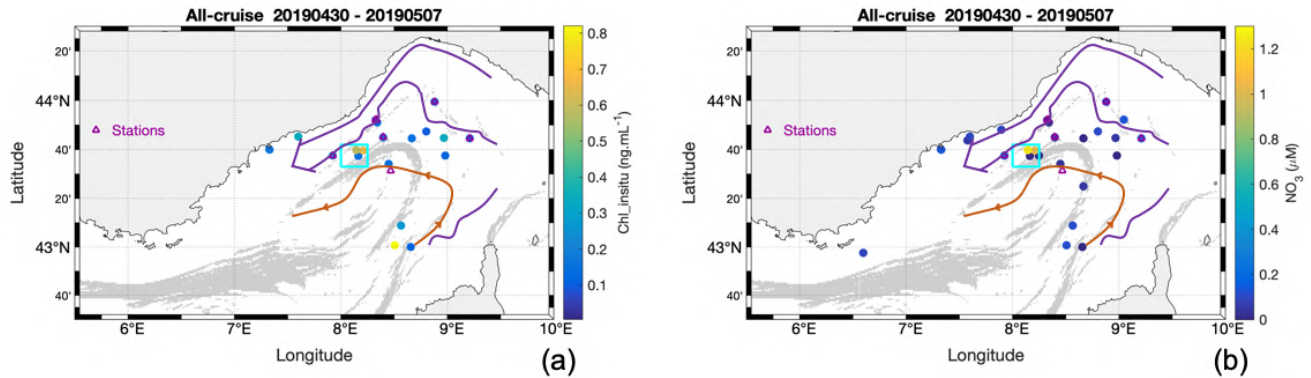 All-cruise 20190430 - 20190507
20'
44°N
40'
20'
43°N
40'
Latitude
6°E
7°E
8°E
9°E
10°E
Longitude
Stations
0.8
0.7
0.6
0.5
0.4
0.3
0.2
0.1
Chl_insitu (ng.mL⁻¹)
(a)
All-cruise 20190430 - 20190507
20'
44°N
40'
20'
43°N
40'
Latitude
6°E
7°E
8°E
9°E
10°E
Longitude
Stations
1.2
1
0.8
0.6
0.4
0.2
0
NO₃ (μM)
(b)